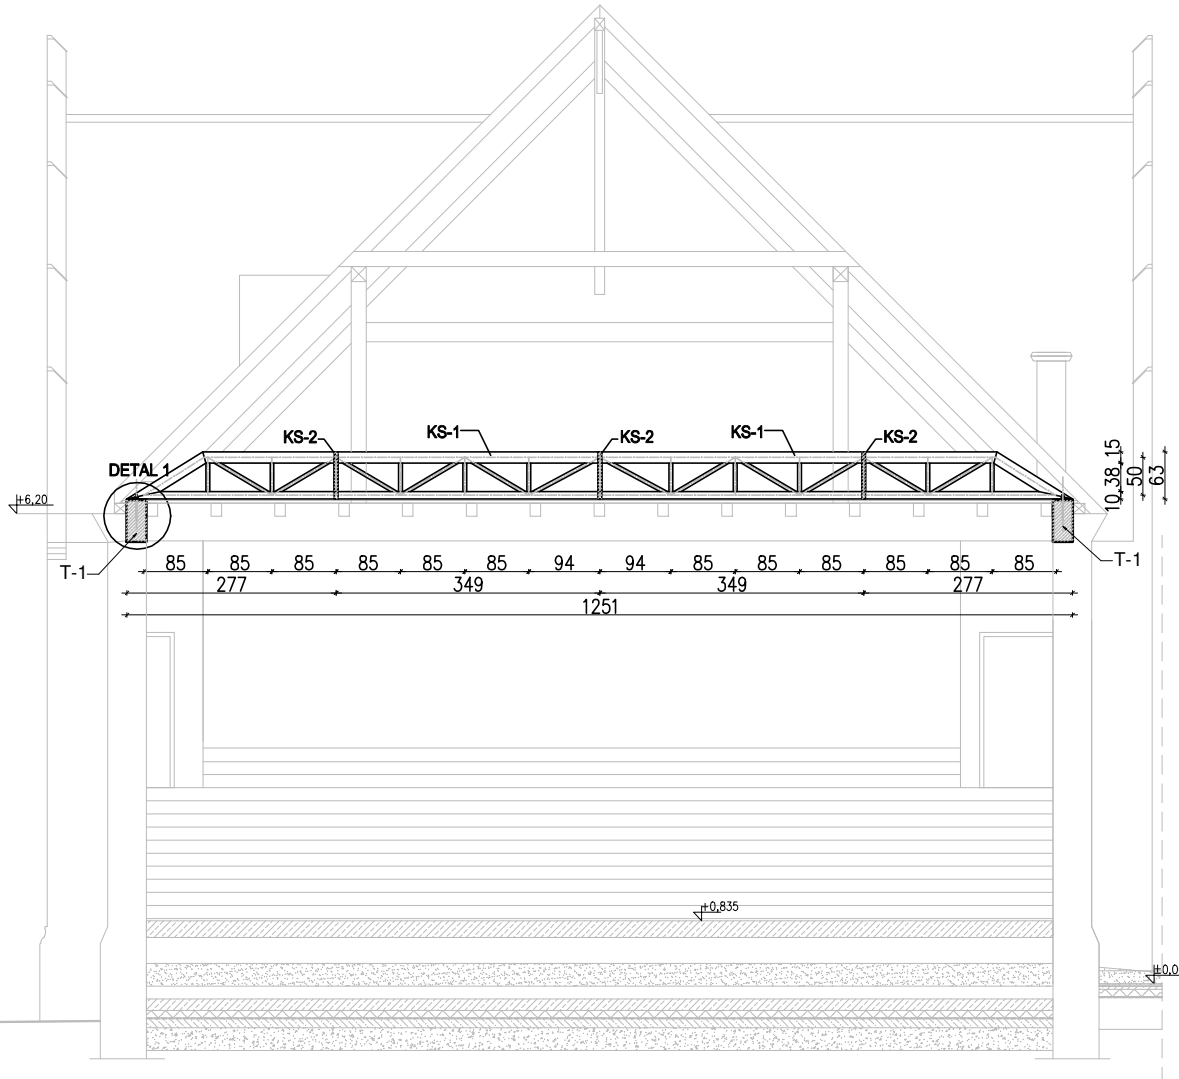 KS-2
KS-1
KS-2
KS-1
KS-2
DETAL 1
10 38 15
50
63
+6,20
T-1
T-1
85 85 85 85 85 85 94 94 85 85 85 85 85 85
277 349 349 277
1251
+0,835
±0,0